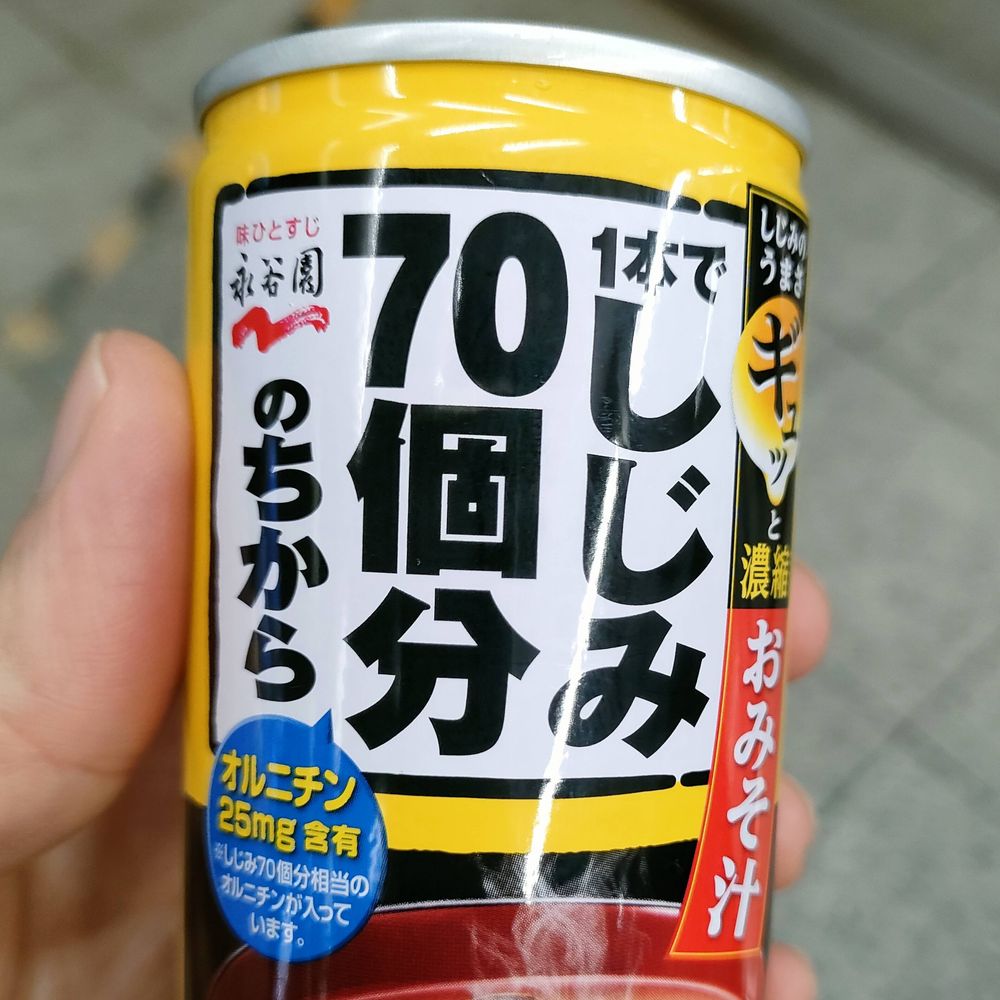 しじみの
うまさ
ギュッ
と
濃縮
おみそ汁
1本で
しじみ
70
個分
のちから
味ひとすじ
永谷園
オルニチン
25mg 含有
※しじみ70個分相当の
オルニチンが入って
います。